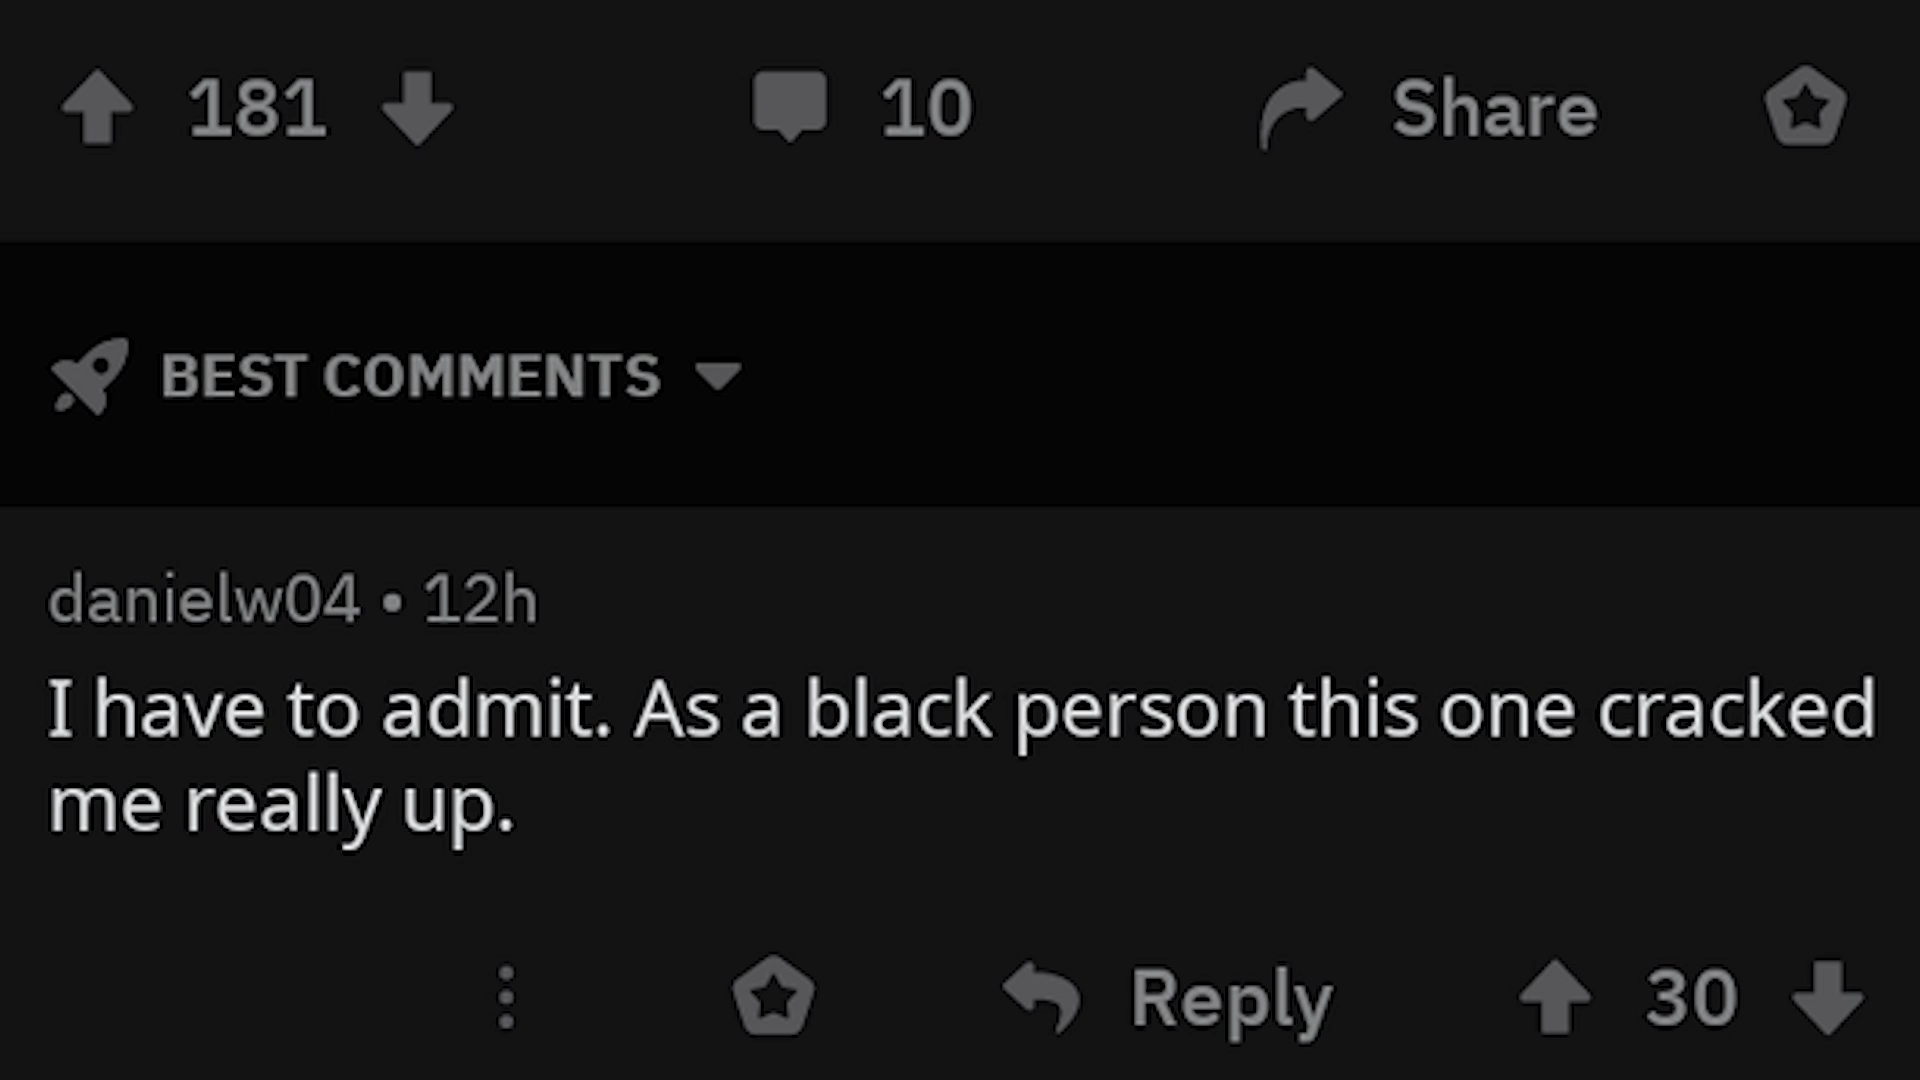 181 10 Share
BEST COMMENTS
danielw04 • 12h
I have to admit. As a black person this one cracked
me really up.
Reply 30